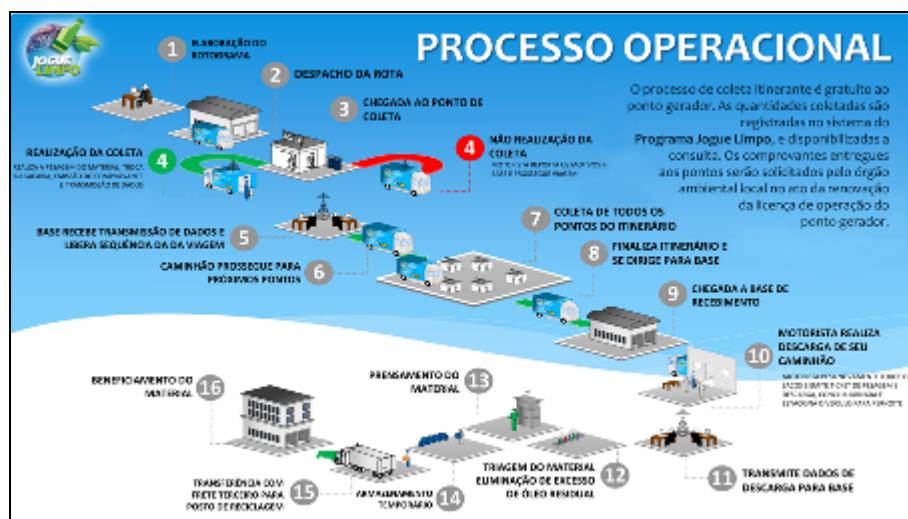 JOGUE LIMPO
PROCESSO OPERACIONAL
O processo de coleta itinerante é gratuito ao
ponto gerador. As quantidades coletadas são
registradas no sistema do
Programa Jogue Limpo, e disponibilizadas a
consulta. Os comprovantes entregues
aos pontos serão solicitados pelo órgão
ambiental local no ato da renovação
da licença de operação do
ponto gerador.
1
ELABORAÇÃO DO
ROTOGRAMA
2
DESPACHO DA ROTA
3
CHEGADA AO PONTO DE
COLETA
REALIZAÇÃO DA COLETA
4
4
NÃO REALIZAÇÃO DA
COLETA
BASE RECEBE TRANSMISSÃO DE DADOS E
LIBERA SEQUÊNCIA DA VIAGEM
5
CAMINHÃO PROSSEGUE PARA
PRÓXIMOS PONTOS
6
7
COLETA DE TODOS OS
PONTOS DO ITINERÁRIO
8
FINALIZA ITINERÁRIO E
SE DIRIGE PARA BASE
9
CHEGADA A BASE DE
RECEBIMENTO
10
MOTORISTA REALIZA
DESCARGA DE SEU
CAMINHÃO
11
TRANSMITE DADOS DE
DESCARGA PARA BASE
TRIAGEM DO MATERIAL
ELIMINAÇÃO DE EXCESSO
DE ÓLEO RESIDUAL
12
PRENSAMENTO DO
MATERIAL
13
ARMAZENAMENTO
TEMPORÁRIO
14
TRANSFERÊNCIA COM
FRETE TERCEIRO PARA
POSTO DE RECICLAGEM
15
BENEFICIAMENTO DO
MATERIAL
16